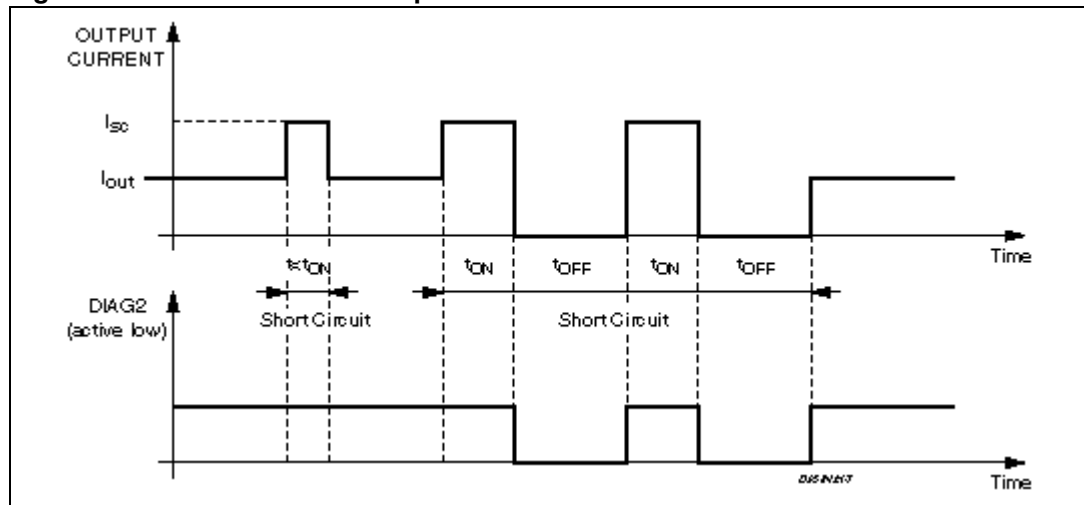 OUTPUT
CURRENT
Isc
Iout
Time
t<tON
tON
tOFF
tON
tOFF
DIAG2
(active low)
Short Circuit
Short Circuit
Time